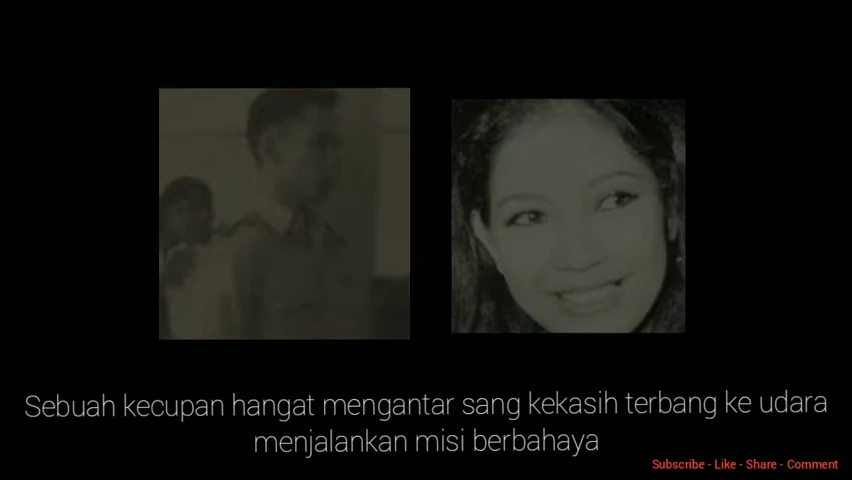 Sebuah kecupan hangat mengantar sang kekasih terbang ke udara
menjalankan misi berbahaya
Subscribe - Like - Share - Comment